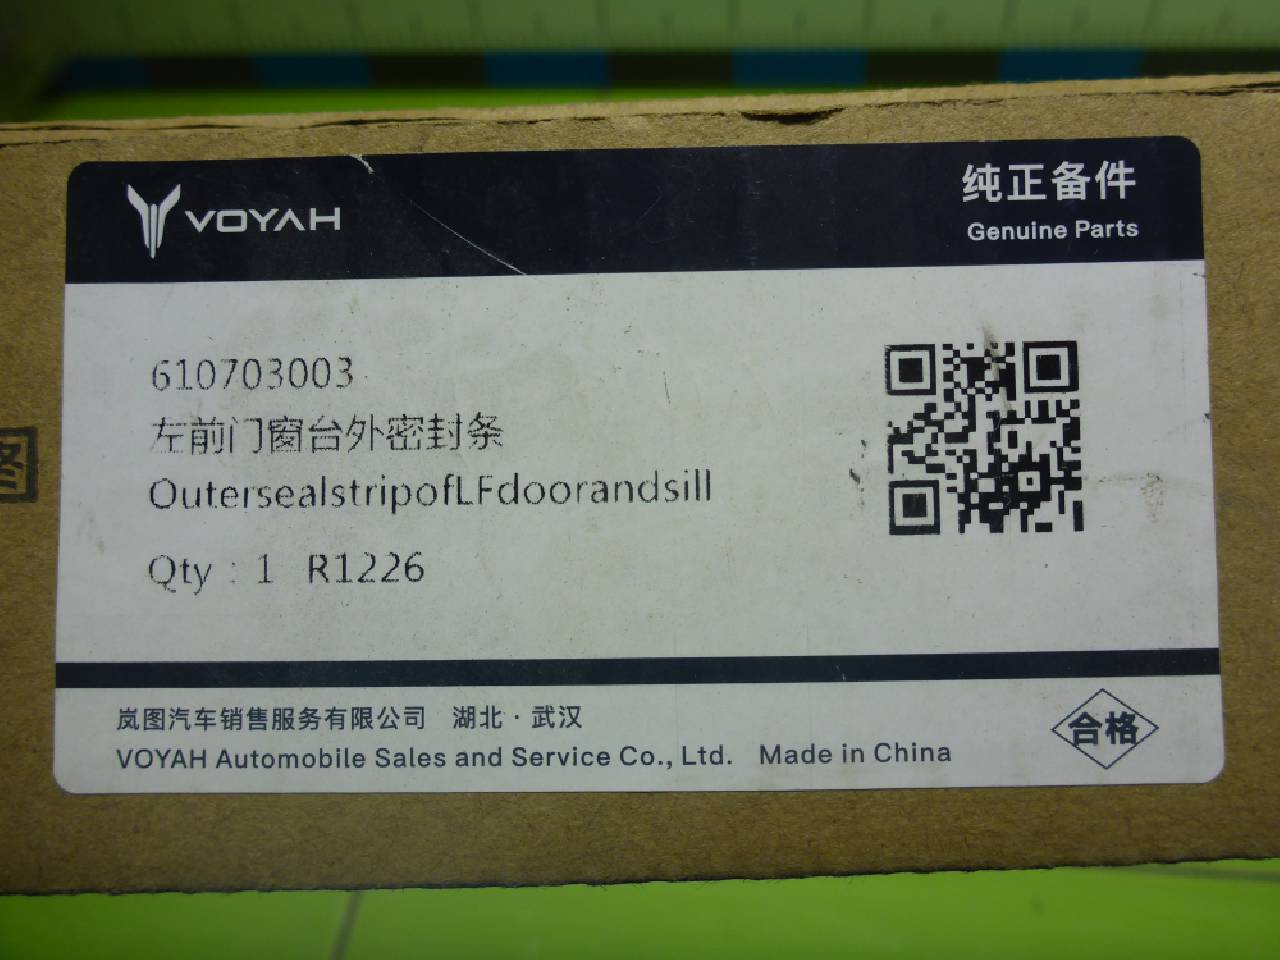 VOYAH
纯正备件
Genuine Parts
610703003
左前门窗台外密封条
OutersealstripofLFdoorandsill
Qty : 1 R1226
图
岚图汽车销售服务有限公司 湖北·武汉
VOYAH Automobile Sales and Service Co., Ltd. Made in China
合格